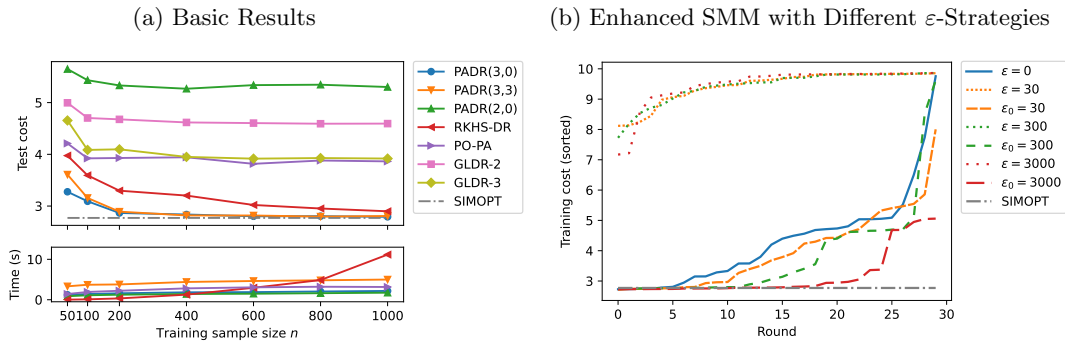 (a) Basic Results
Test cost
5
4
3
PADR(3,0)
PADR(3,3)
PADR(2,0)
RKHS-DR
PO-PA
GLDR-2
GLDR-3
SIMOPT
Time (s)
10
0
50 100 200 400 600 800 1000
Training sample size n
(b) Enhanced SMM with Different ε-Strategies
Training cost (sorted)
10
9
8
7
6
5
4
3
0 5 10 15 20 25 30
Round
ε = 0
ε = 30
ε₀ = 30
ε = 300
ε₀ = 300
ε = 3000
ε₀ = 3000
SIMOPT